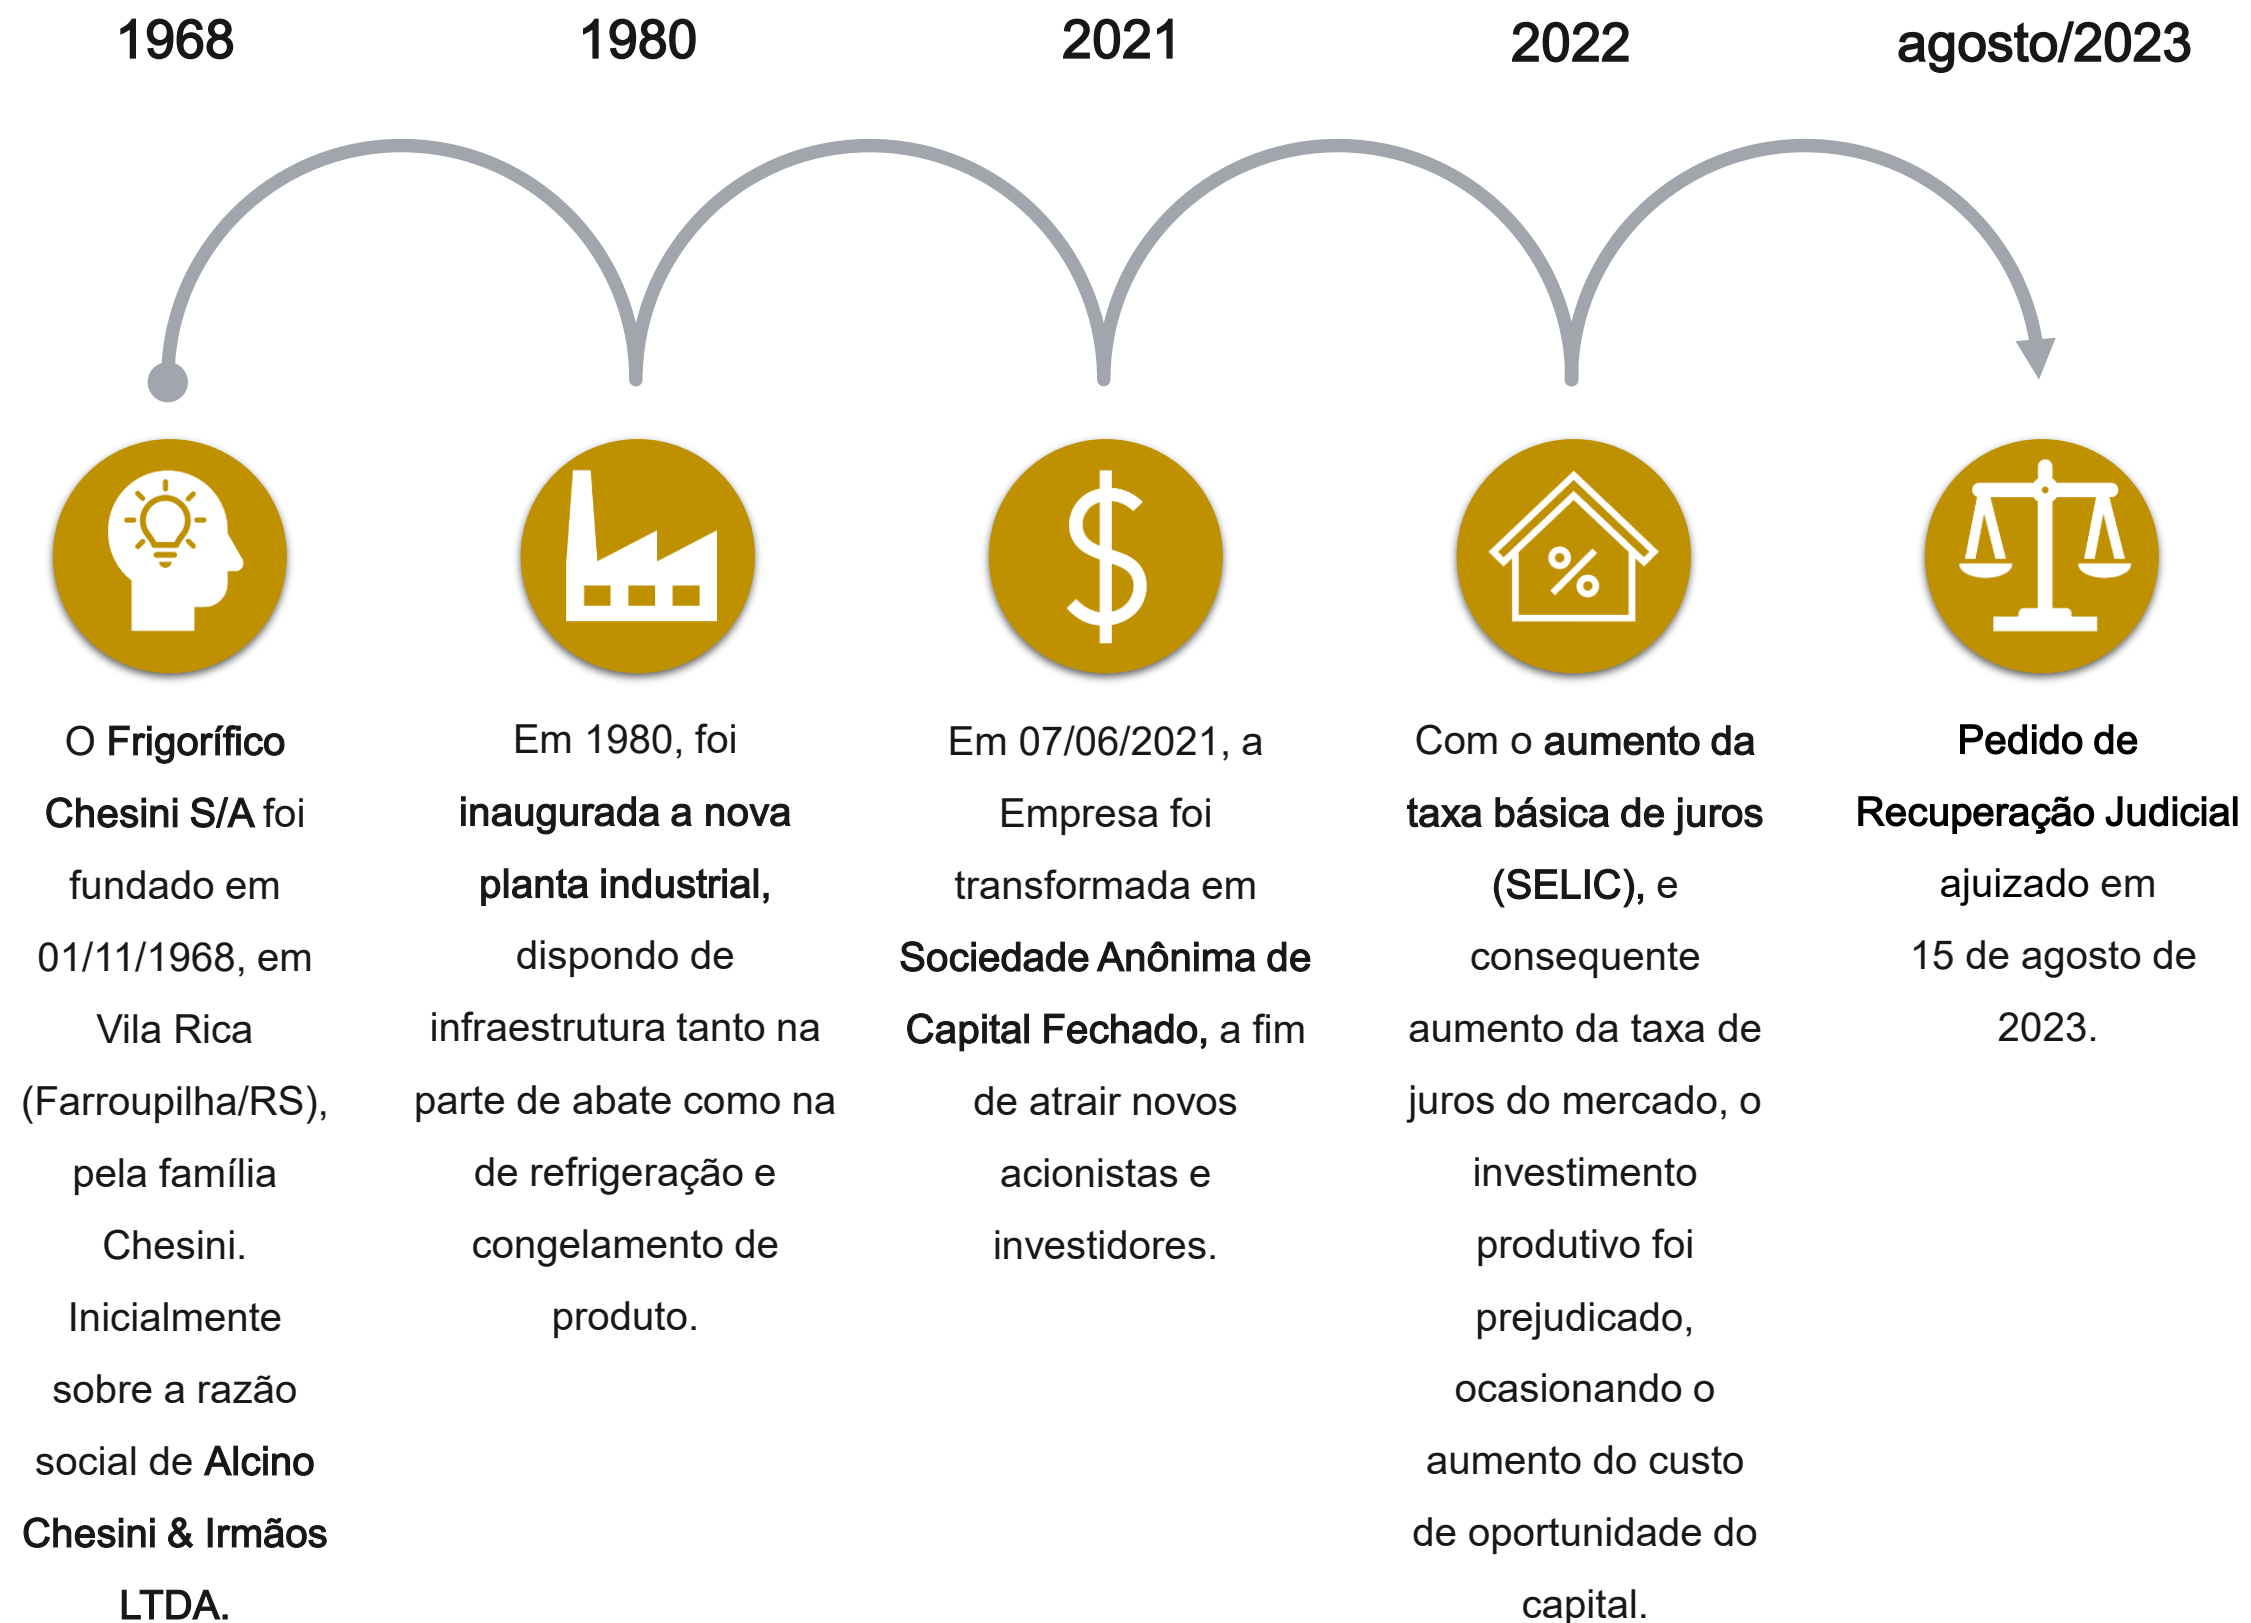 1968
1980
2021
2022
agosto/2023
O Frigorífico
Chesini S/A foi
fundado em
01/11/1968, em
Vila Rica
(Farroupilha/RS),
pela família
Chesini.
Inicialmente
sobre a razão
social de Alcino
Chesini & Irmãos
LTDA.
Em 1980, foi
inaugurada a nova
planta industrial,
dispondo de
infraestrutura tanto na
parte de abate como na
de refrigeração e
congelamento de
produto.
Em 07/06/2021, a
Empresa foi
transformada em
Sociedade Anônima de
Capital Fechado, a fim
de atrair novos
acionistas e
investidores.
Com o aumento da
taxa básica de juros
(SELIC), e
consequente
aumento da taxa de
juros do mercado, o
investimento
produtivo foi
prejudicado,
ocasionando o
aumento do custo
de oportunidade do
capital.
Pedido de
Recuperação Judicial
ajuizado em
15 de agosto de
2023.